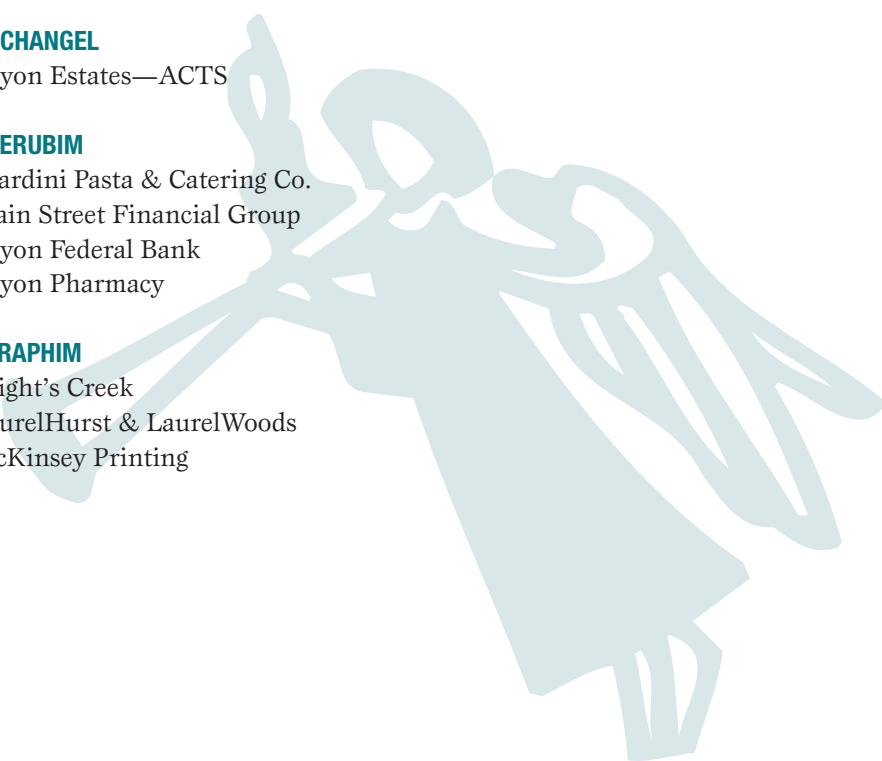 CHANGEL
yon Estates—ACTS
ERUBIM
ardini Pasta & Catering Co.
ain Street Financial Group
yon Federal Bank
yon Pharmacy
RAPHIM
ight’s Creek
urelHurst & LaurelWoods
cKinsey Printing